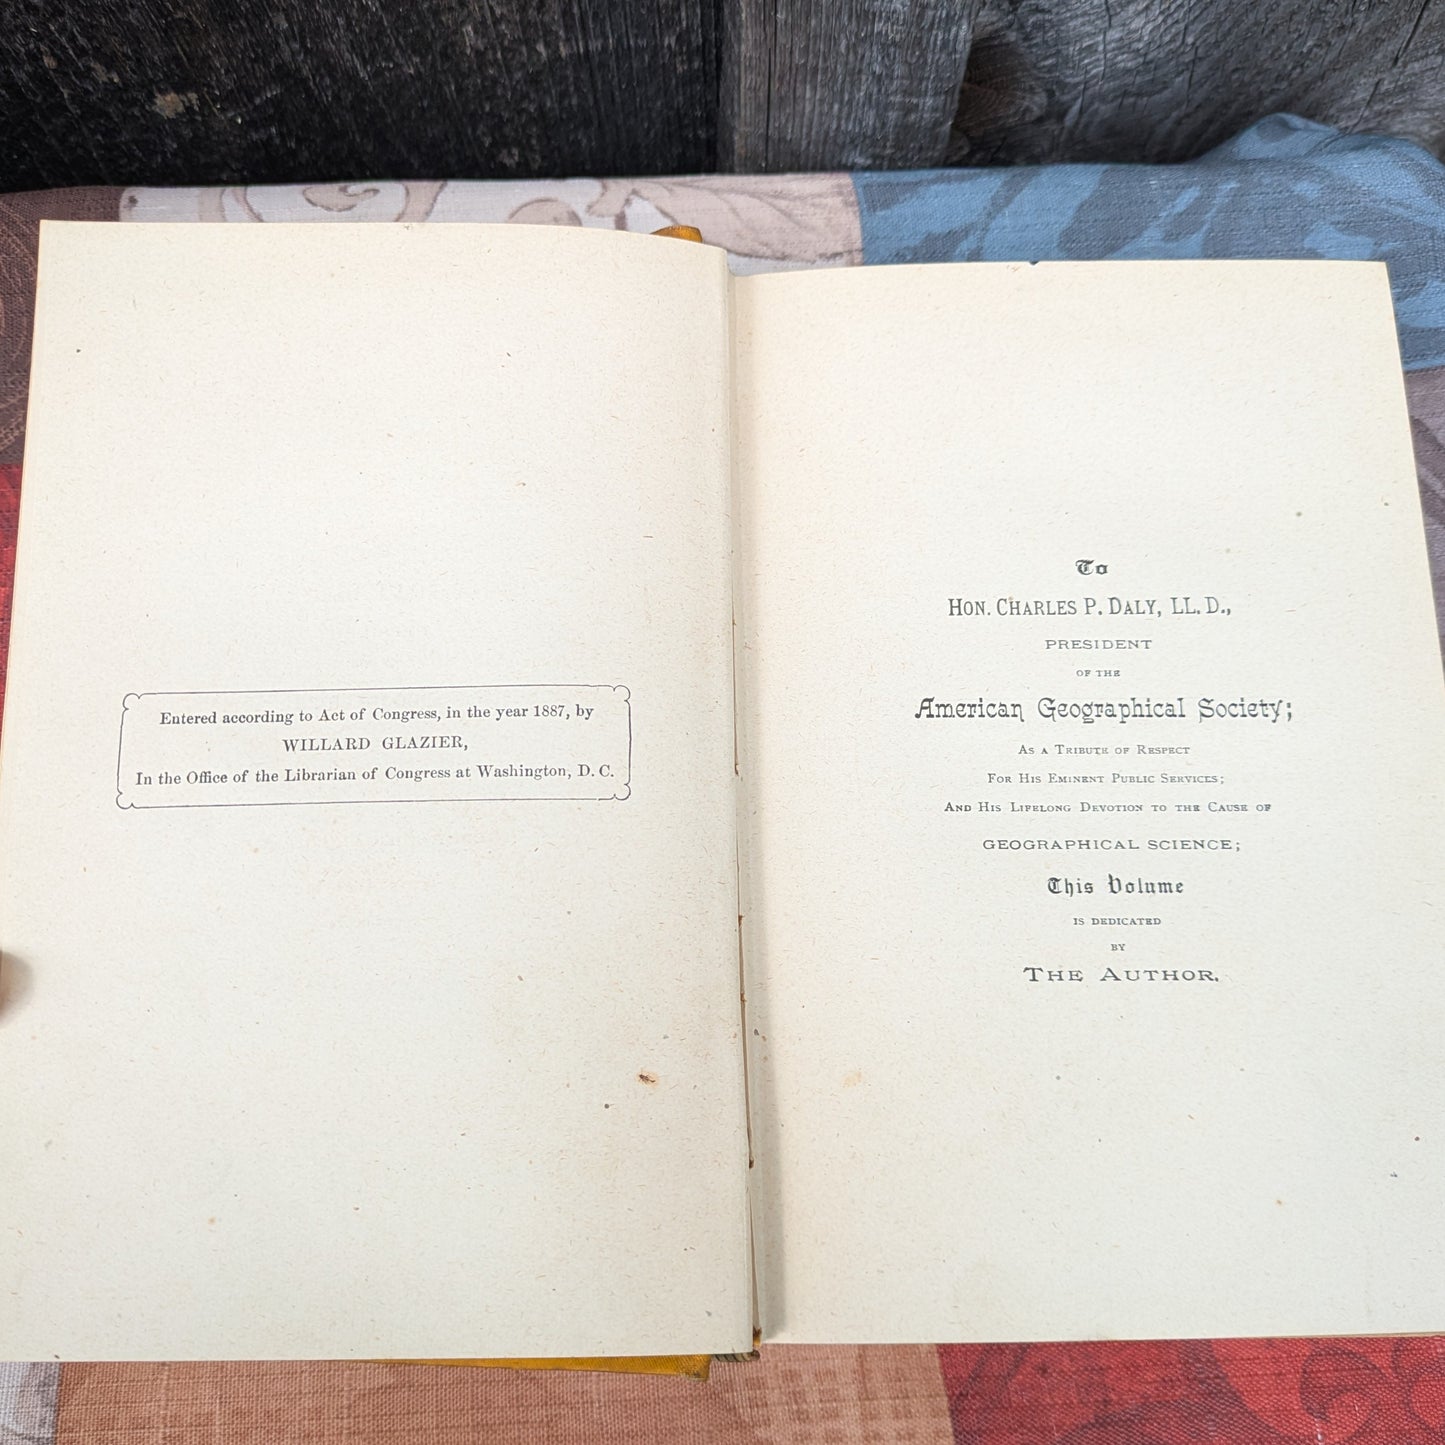 Entered according to Act of Congress, in the year 1887, by
WILLARD GLAZIER,
In the Office of the Librarian of Congress at Washington, D. C.
To
HON. CHARLES P. DALY, LL. D.,
PRESIDENT
OF THE
American Geographical Society;
AS A TRIBUTE OF RESPECT
FOR HIS EMINENT PUBLIC SERVICES;
AND HIS LIFELONG DEVOTION TO THE CAUSE OF
GEOGRAPHICAL SCIENCE;
This Volume
IS DEDICATED
BY
THE AUTHOR.